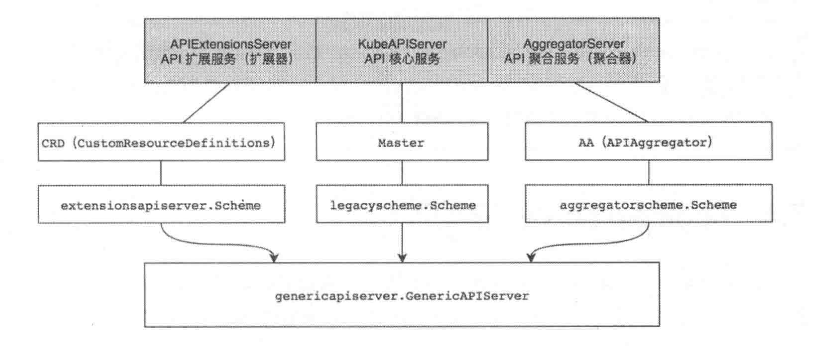 APIExtensionsServer
API 扩展服务（扩展器）
KubeAPIServer
API 核心服务
AggregatorServer
API 聚合服务（聚合器）
CRD（CustomResourceDefinitions）
Master
AA（APIAggregator）
extensionsapiserver.Scheme
legacyscheme.Scheme
aggregatorscheme.Scheme
genericapiserver.GenericAPIServer